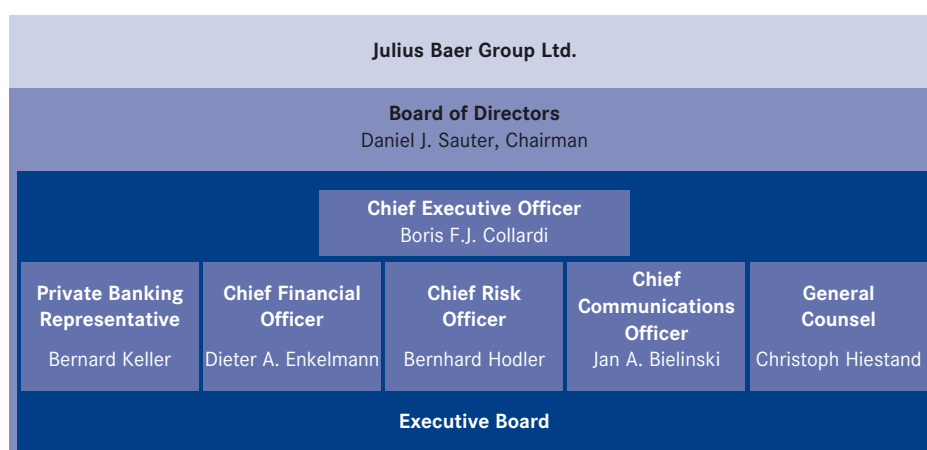 Julius Baer Group Ltd.
Board of Directors
Daniel J. Sauter, Chairman
Chief Executive Officer
Boris F.J. Collardi
Private Banking
Representative
Bernard Keller
Chief Financial
Officer
Dieter A. Enkelmann
Chief Risk
Officer
Bernhard Hodler
Chief
Communications
Officer
Jan A. Bielinski
General
Counsel
Christoph Hiestand
Executive Board